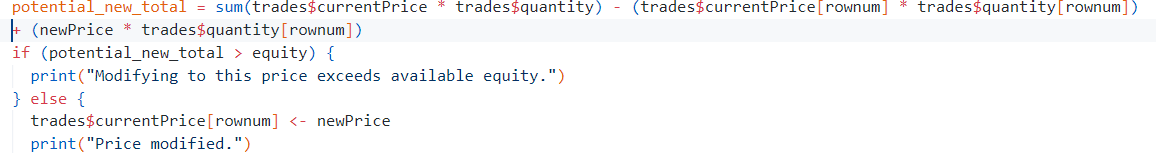 potential_new_total = sum(trades$currentPrice * trades$quantity) - (trades$currentPrice[rownum] * trades$quantity[rownum])
+ (newPrice * trades$quantity[rownum])
if (potential_new_total > equity) {
  print("Modifying to this price exceeds available equity.")
} else {
  trades$currentPrice[rownum] <- newPrice
  print("Price modified.")